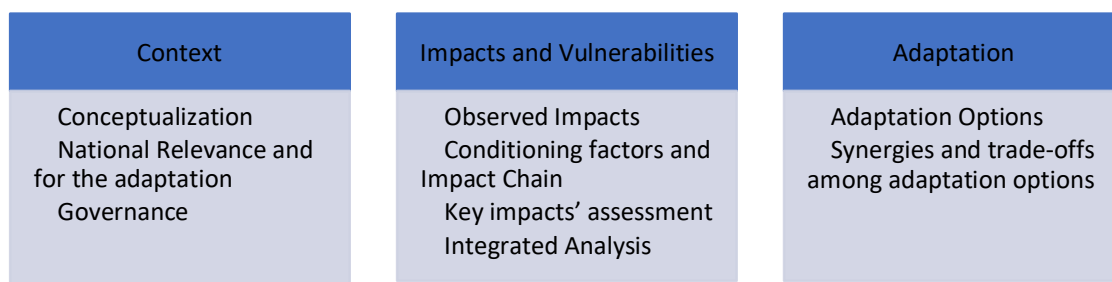 Context
Conceptualization
National Relevance and
for the adaptation
Governance
Impacts and Vulnerabilities
Observed Impacts
Conditioning factors and
Impact Chain
Key impacts’ assessment
Integrated Analysis
Adaptation
Adaptation Options
Synergies and trade-offs
among adaptation options